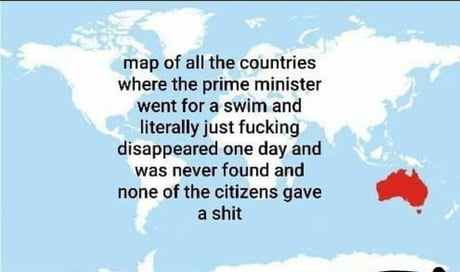 map of all the countries
where the prime minister
went for a swim and
literally just fucking
disappeared one day and
was never found and
none of the citizens gave
a shit